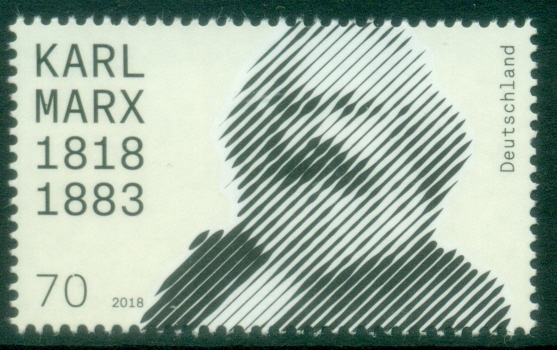 KARL
MARX
1818
1883
70
2018
Deutschland